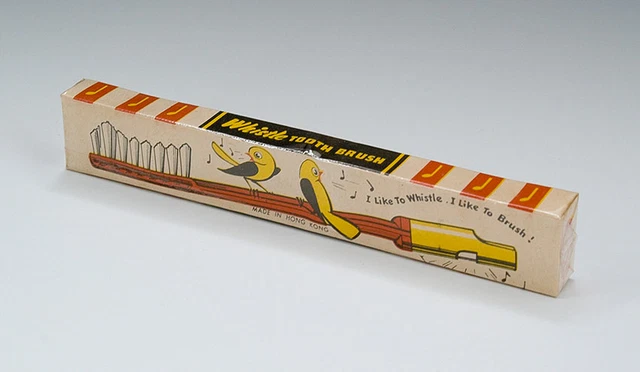 Whistle TOOTH BRUSH
I Like To Whistle . I Like To Brush!
MADE IN HONG KONG